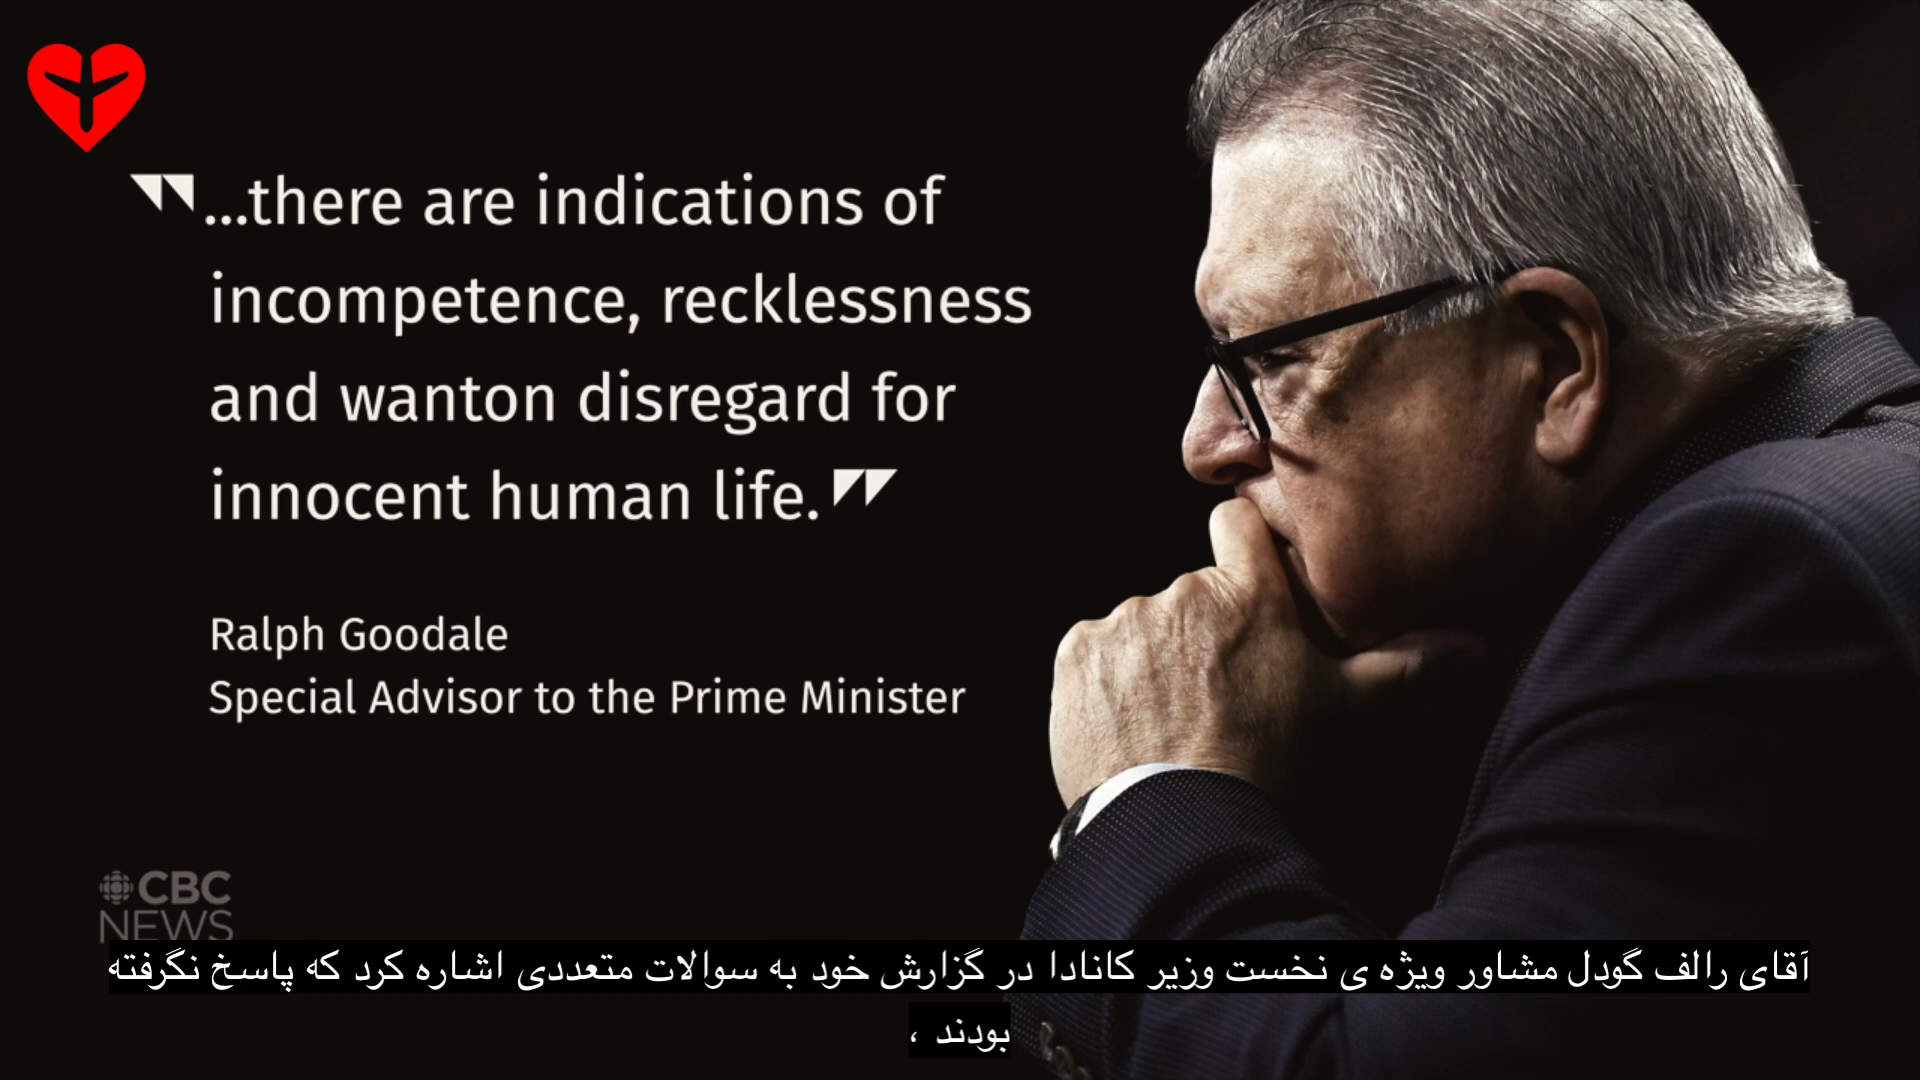 ...there are indications of
incompetence, recklessness
and wanton disregard for
innocent human life.
Ralph Goodale
Special Advisor to the Prime Minister
CBC
NEWS
آقای رالف گودل مشاور ویژه ی نخست وزیر کانادا در گزارش خود به سوالات متعددی اشاره کرد که پاسخ نگرفته
بودند ،